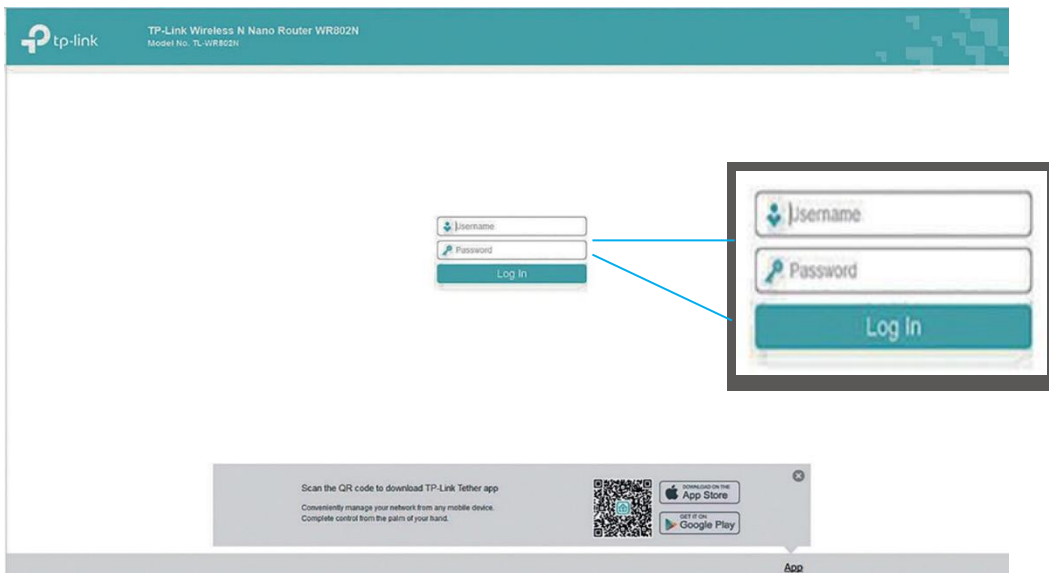 tp-link
TP-Link Wireless N Nano Router WR802N
Model No. TL-WR802N
Username
Password
Log In
Username
Password
Log In
Scan the QR code to download TP-Link Tether app
Conveniently manage your network from any mobile device.
Complete control from the palm of your hand.
DOWNLOAD ON THE
App Store
GET IT ON
Google Play
App